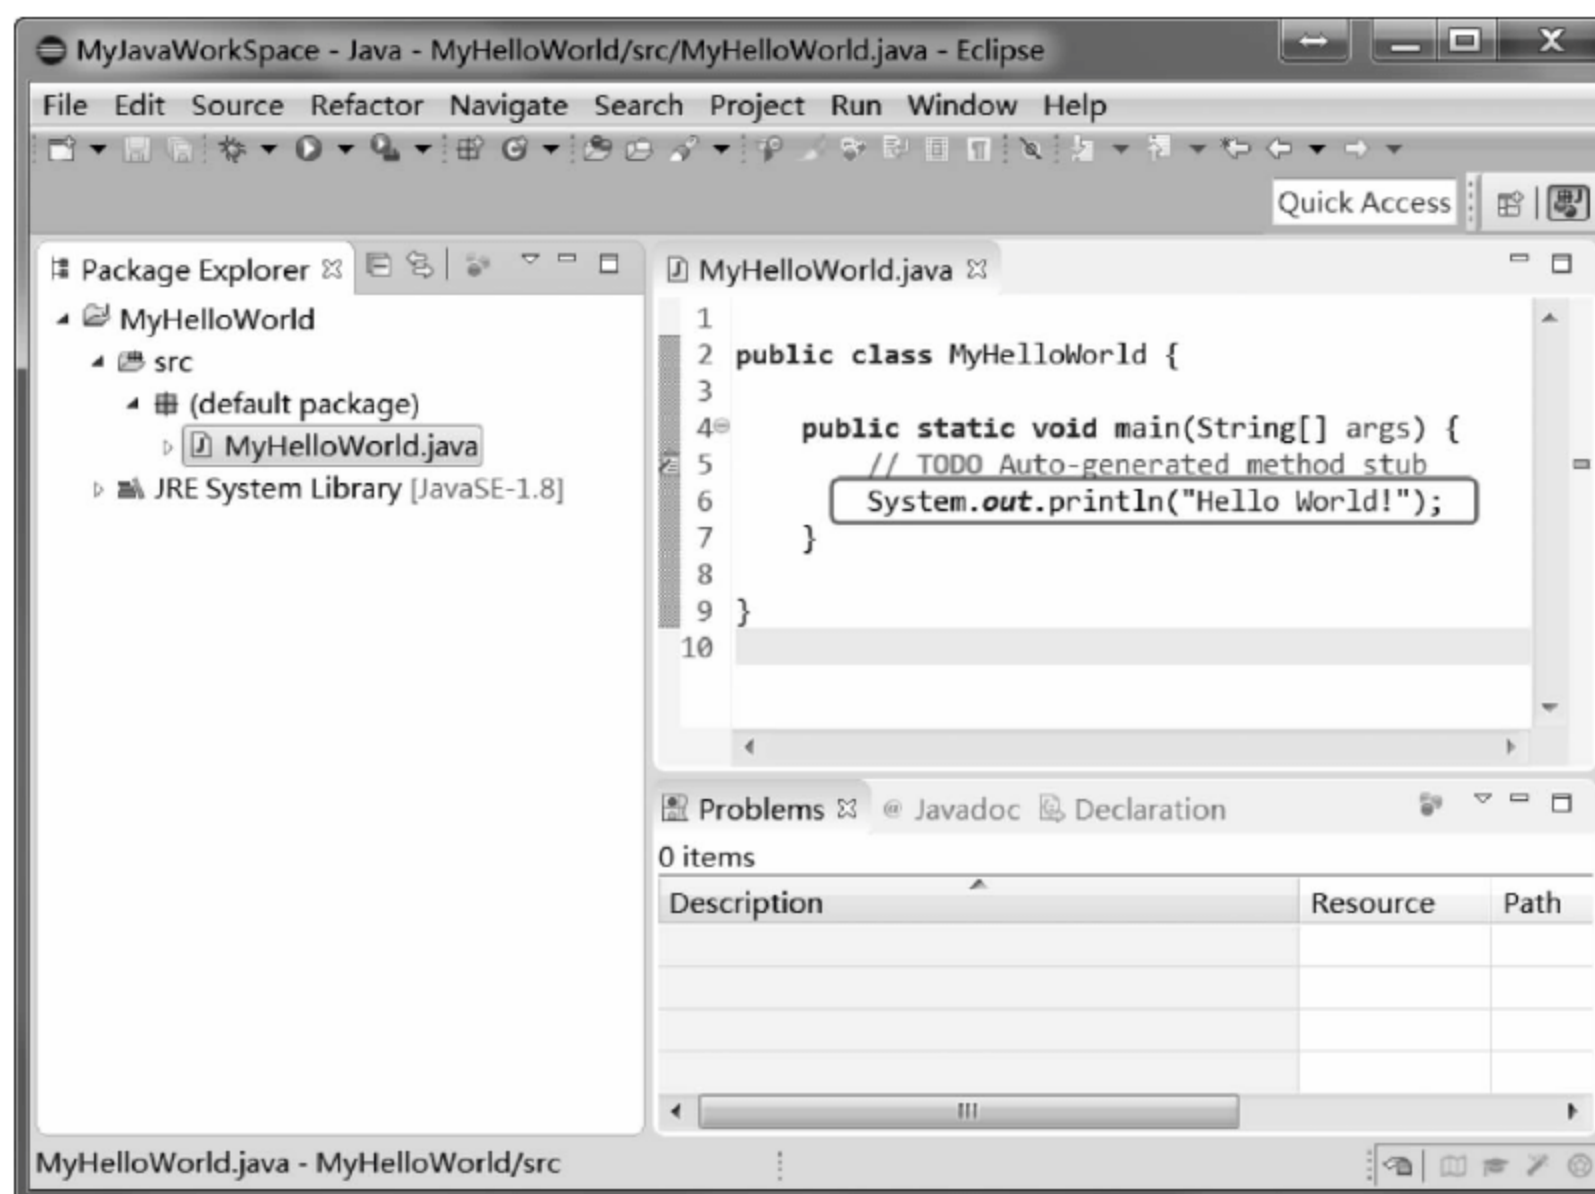 MyJavaWorkSpace - Java - MyHelloWorld/src/MyHelloWorld.java - Eclipse
File Edit Source Refactor Navigate Search Project Run Window Help
Quick Access
Package Explorer
MyHelloWorld
src
(default package)
MyHelloWorld.java
JRE System Library [JavaSE-1.8]
MyHelloWorld.java
1
2 public class MyHelloWorld {
3
4 public static void main(String[] args) {
5 // TODO Auto-generated method stub
6 System.out.println("Hello World!");
7 }
8
9 }
10
Problems @ Javadoc Declaration
0 items
Description Resource Path
MyHelloWorld.java - MyHelloWorld/src